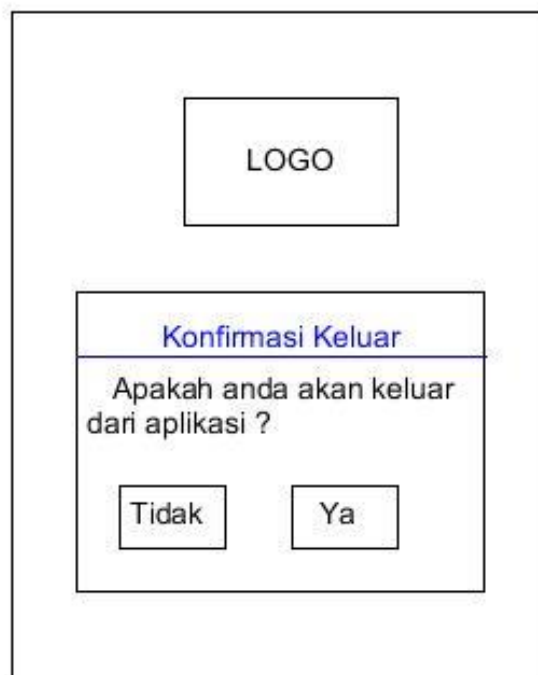 LOGO
Konfirmasi Keluar
Apakah anda akan keluar
dari aplikasi ?
Tidak
Ya